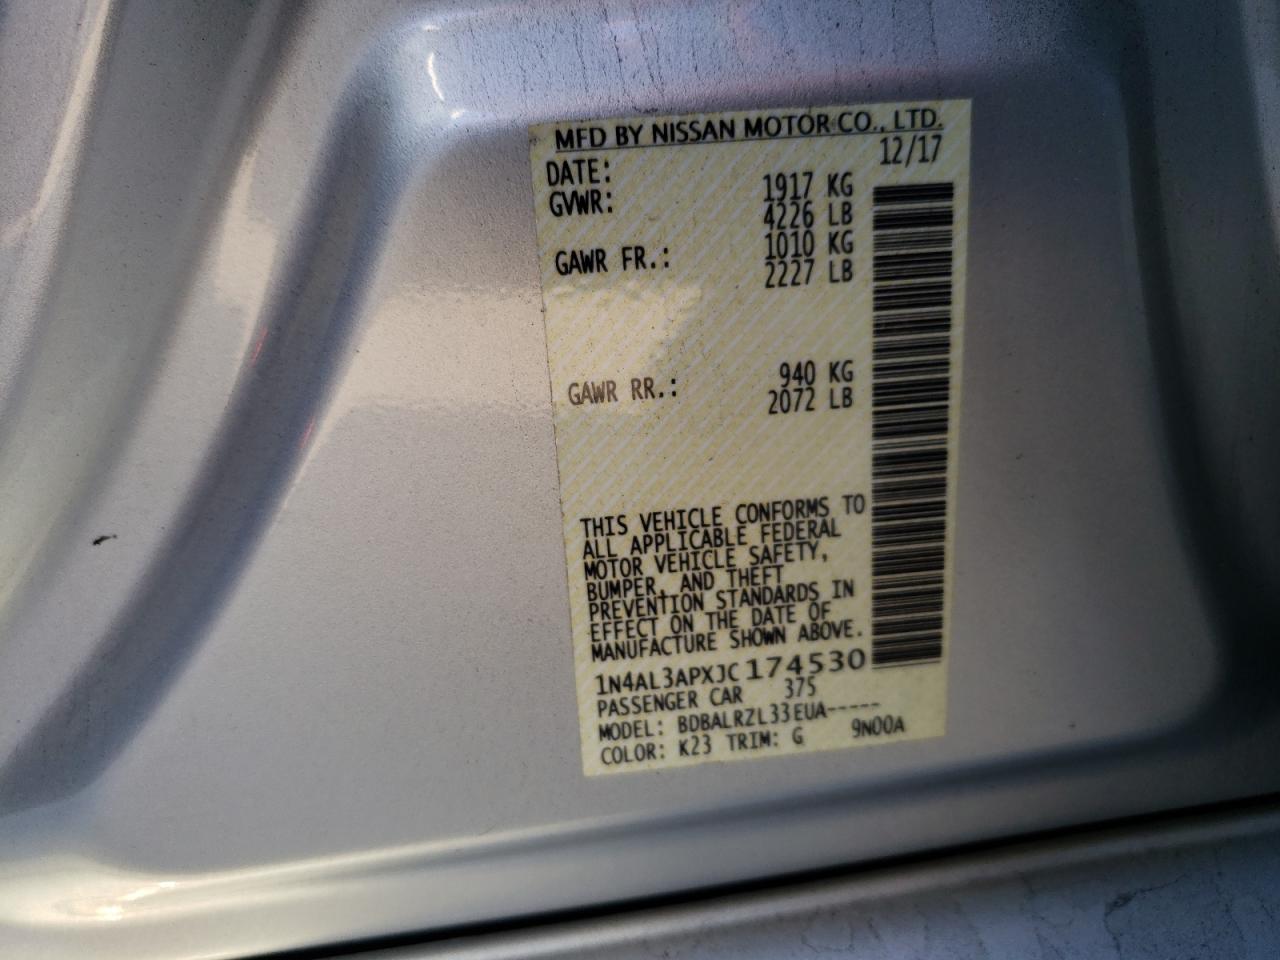 MFD BY NISSAN MOTOR CO., LTD.
DATE: 12/17
GVWR: 1917 KG
4226 LB
GAWR FR.: 1010 KG
2227 LB
GAWR RR.: 940 KG
2072 LB
THIS VEHICLE CONFORMS TO
ALL APPLICABLE FEDERAL
MOTOR VEHICLE SAFETY,
BUMPER, AND THEFT
PREVENTION STANDARDS IN
EFFECT ON THE DATE OF
MANUFACTURE SHOWN ABOVE.
1N4AL3APXJC174530
PASSENGER CAR 375
MODEL: BDBALRZL33EUA-----
COLOR: K23 TRIM: G 9N00A